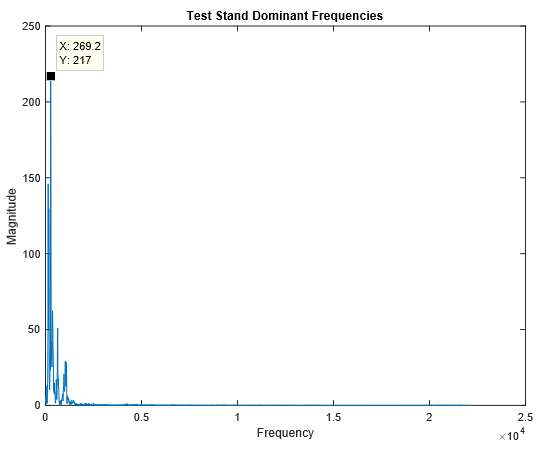 Test Stand Dominant Frequencies
250
X: 269.2
Y: 217
200
150
100
50
0
Magnitude
0 0.5 1 1.5 2 2.5
Frequency
×10^4